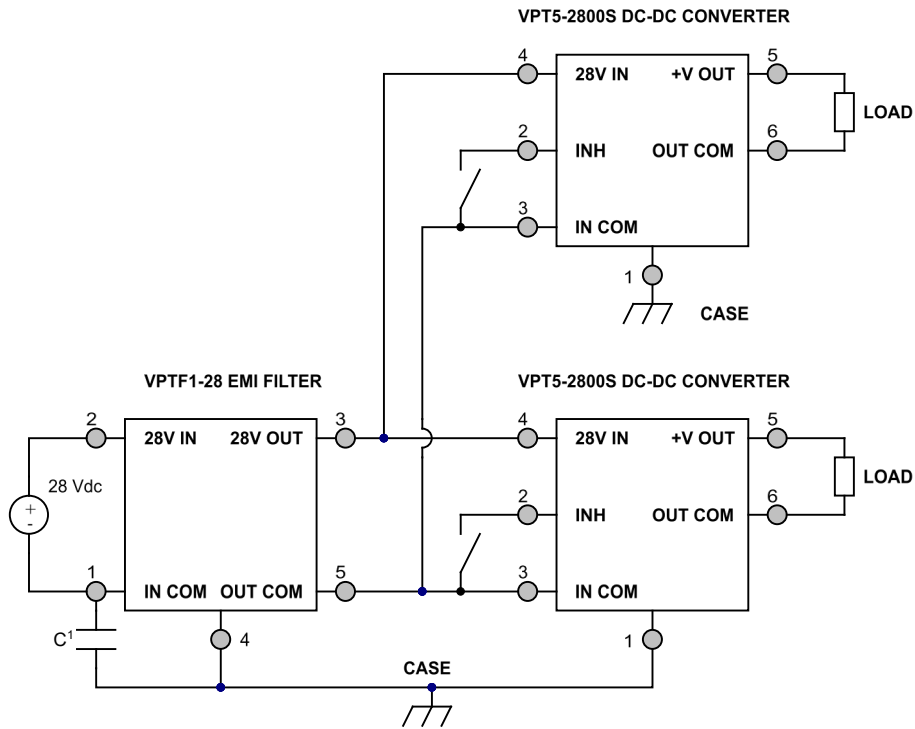 VPT5-2800S DC-DC CONVERTER
4
28V IN
+V OUT
5
LOAD
2
INH
OUT COM
6
3
IN COM
1
CASE
VPTF1-28 EMI FILTER
VPT5-2800S DC-DC CONVERTER
2
28V IN
28V OUT
3
4
28V IN
+V OUT
5
28 Vdc
+
-
LOAD
2
INH
OUT COM
6
1
IN COM
OUT COM
5
3
IN COM
C¹
4
1
CASE